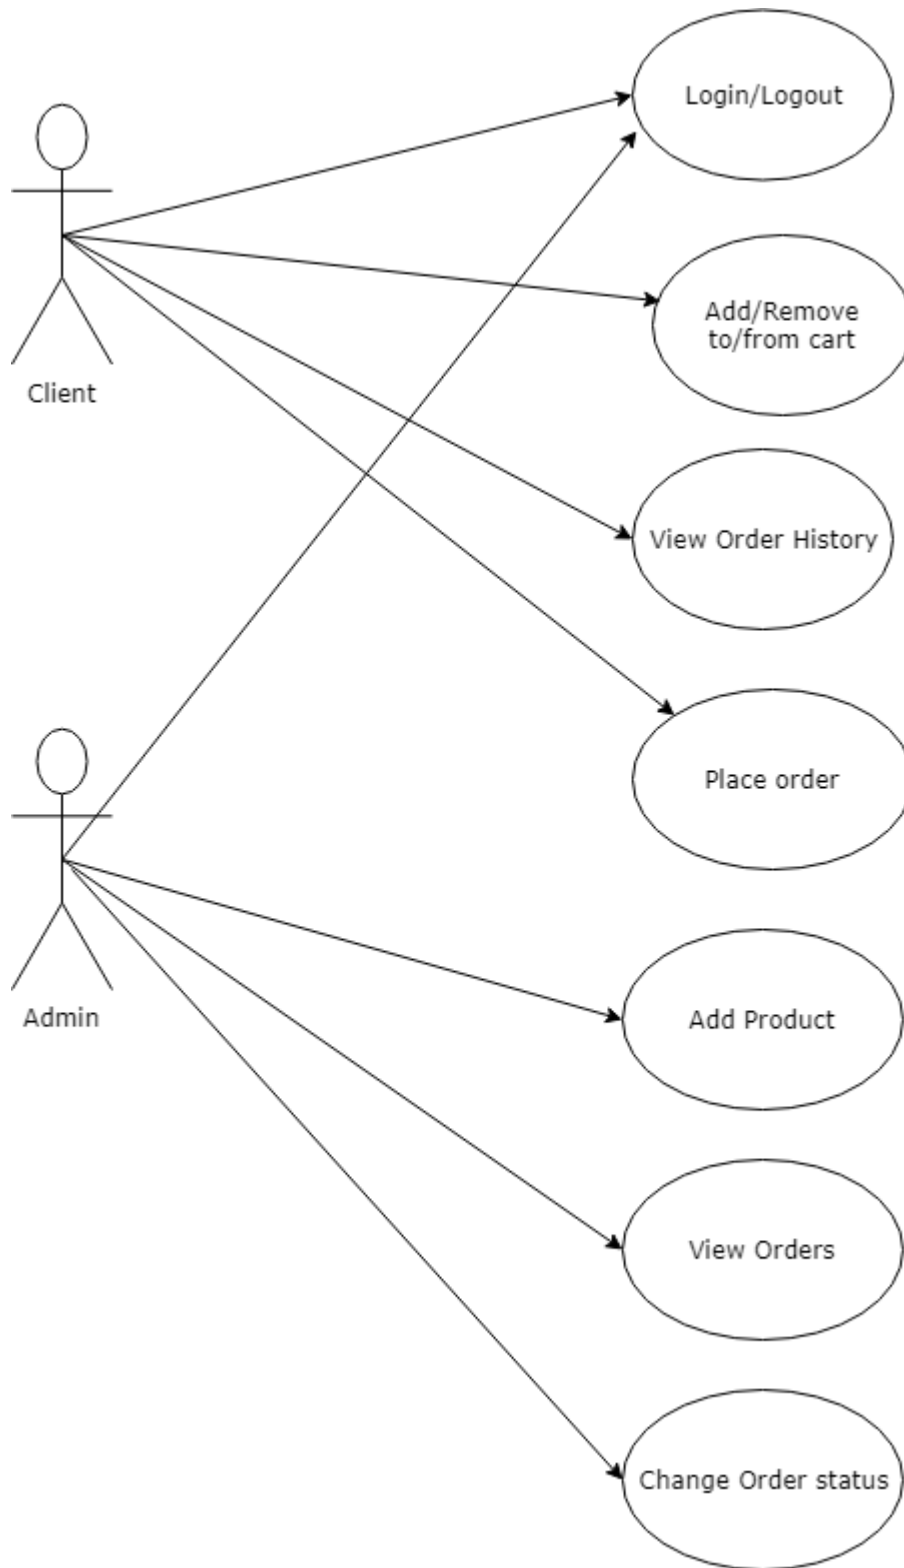 Login/Logout
Client
Add/Remove
to/from cart
View Order History
Place order
Admin
Add Product
View Orders
Change Order status